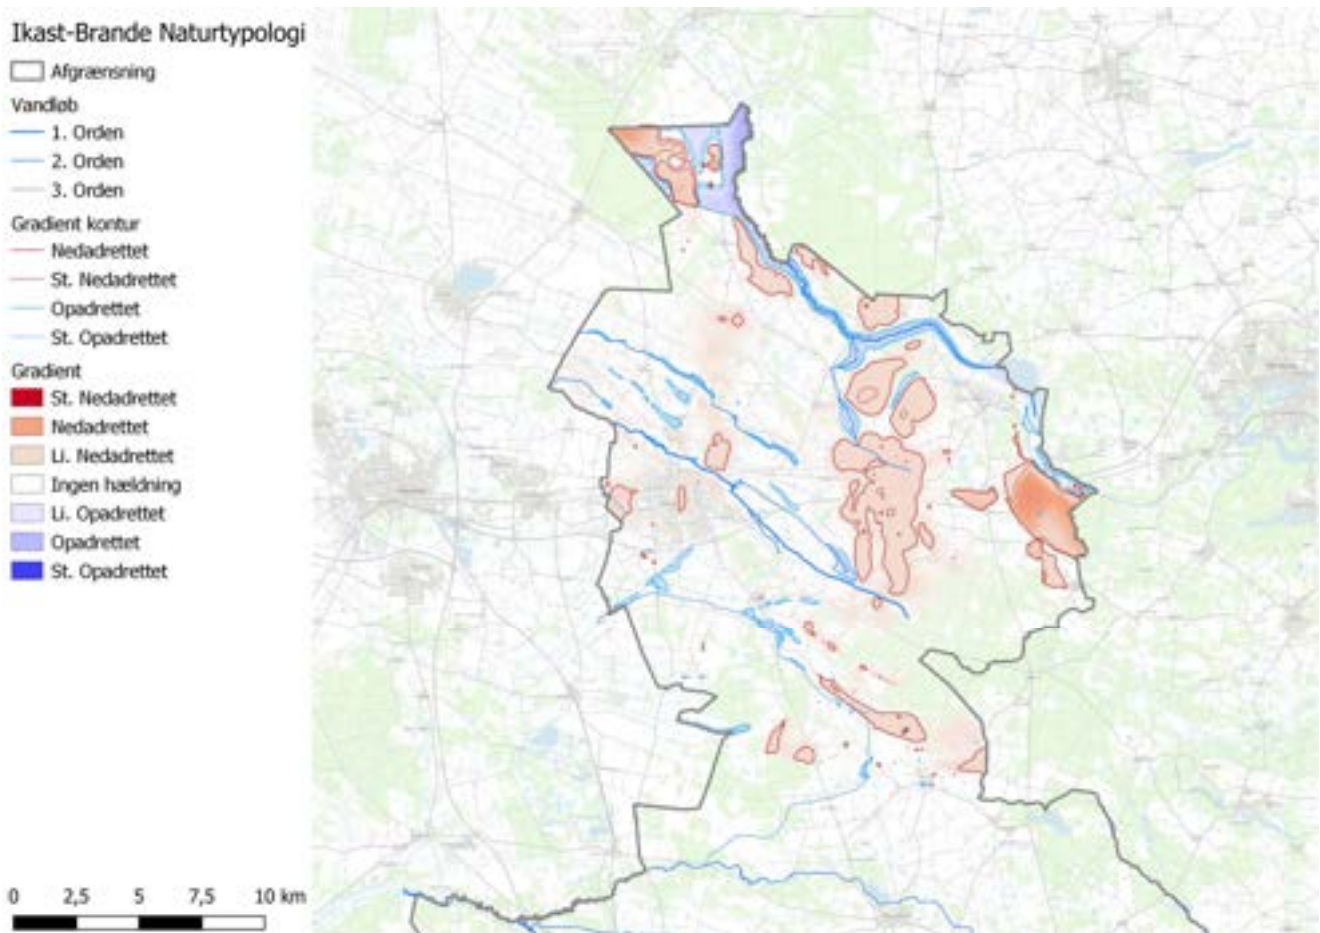 Ikast-Brande Naturtypologi
Afgrænsning
Vandløb
1. Orden
2. Orden
3. Orden
Gradient kontur
Nedadrettet
St. Nedadrettet
Opadrettet
St. Opadrettet
Gradient
St. Nedadrettet
Nedadrettet
Li. Nedadrettet
Ingen hældning
Li. Opadrettet
Opadrettet
St. Opadrettet
0 2,5 5 7,5 10 km